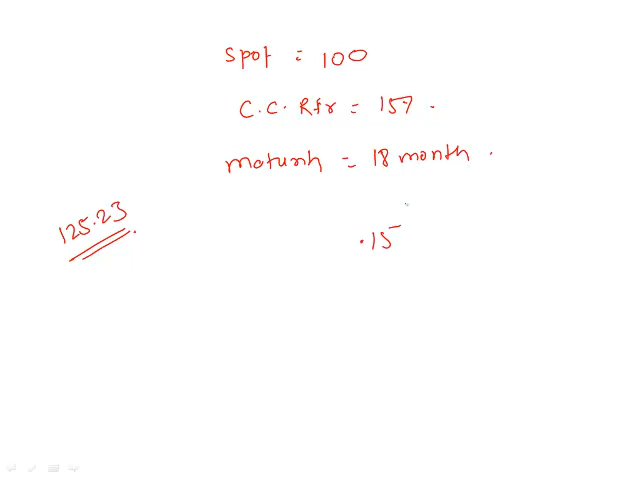 spot = 100
C.C. Rfr = 15%.
maturity = 18 month.
125.23
.15